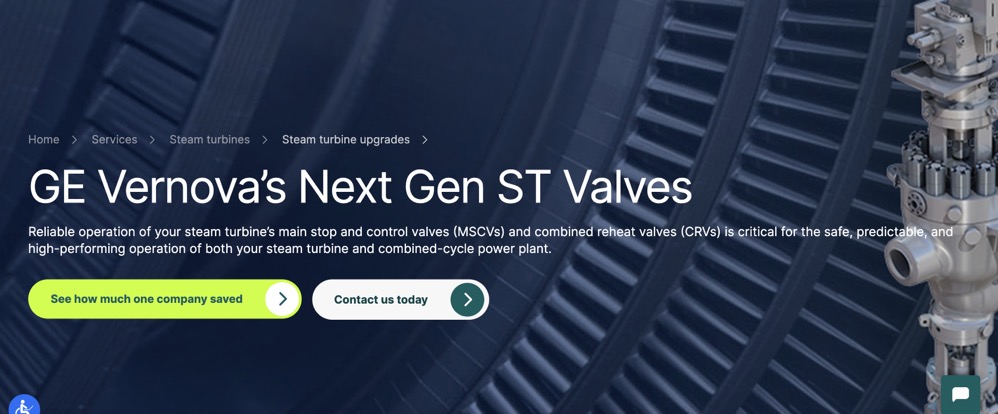 Home > Services > Steam turbines > Steam turbine upgrades >
GE Vernova's Next Gen ST Valves
Reliable operation of your steam turbine's main stop and control valves (MSCVs) and combined reheat valves (CRVs) is critical for the safe, predictable, and
high-performing operation of both your steam turbine and combined-cycle power plant.
See how much one company saved
Contact us today